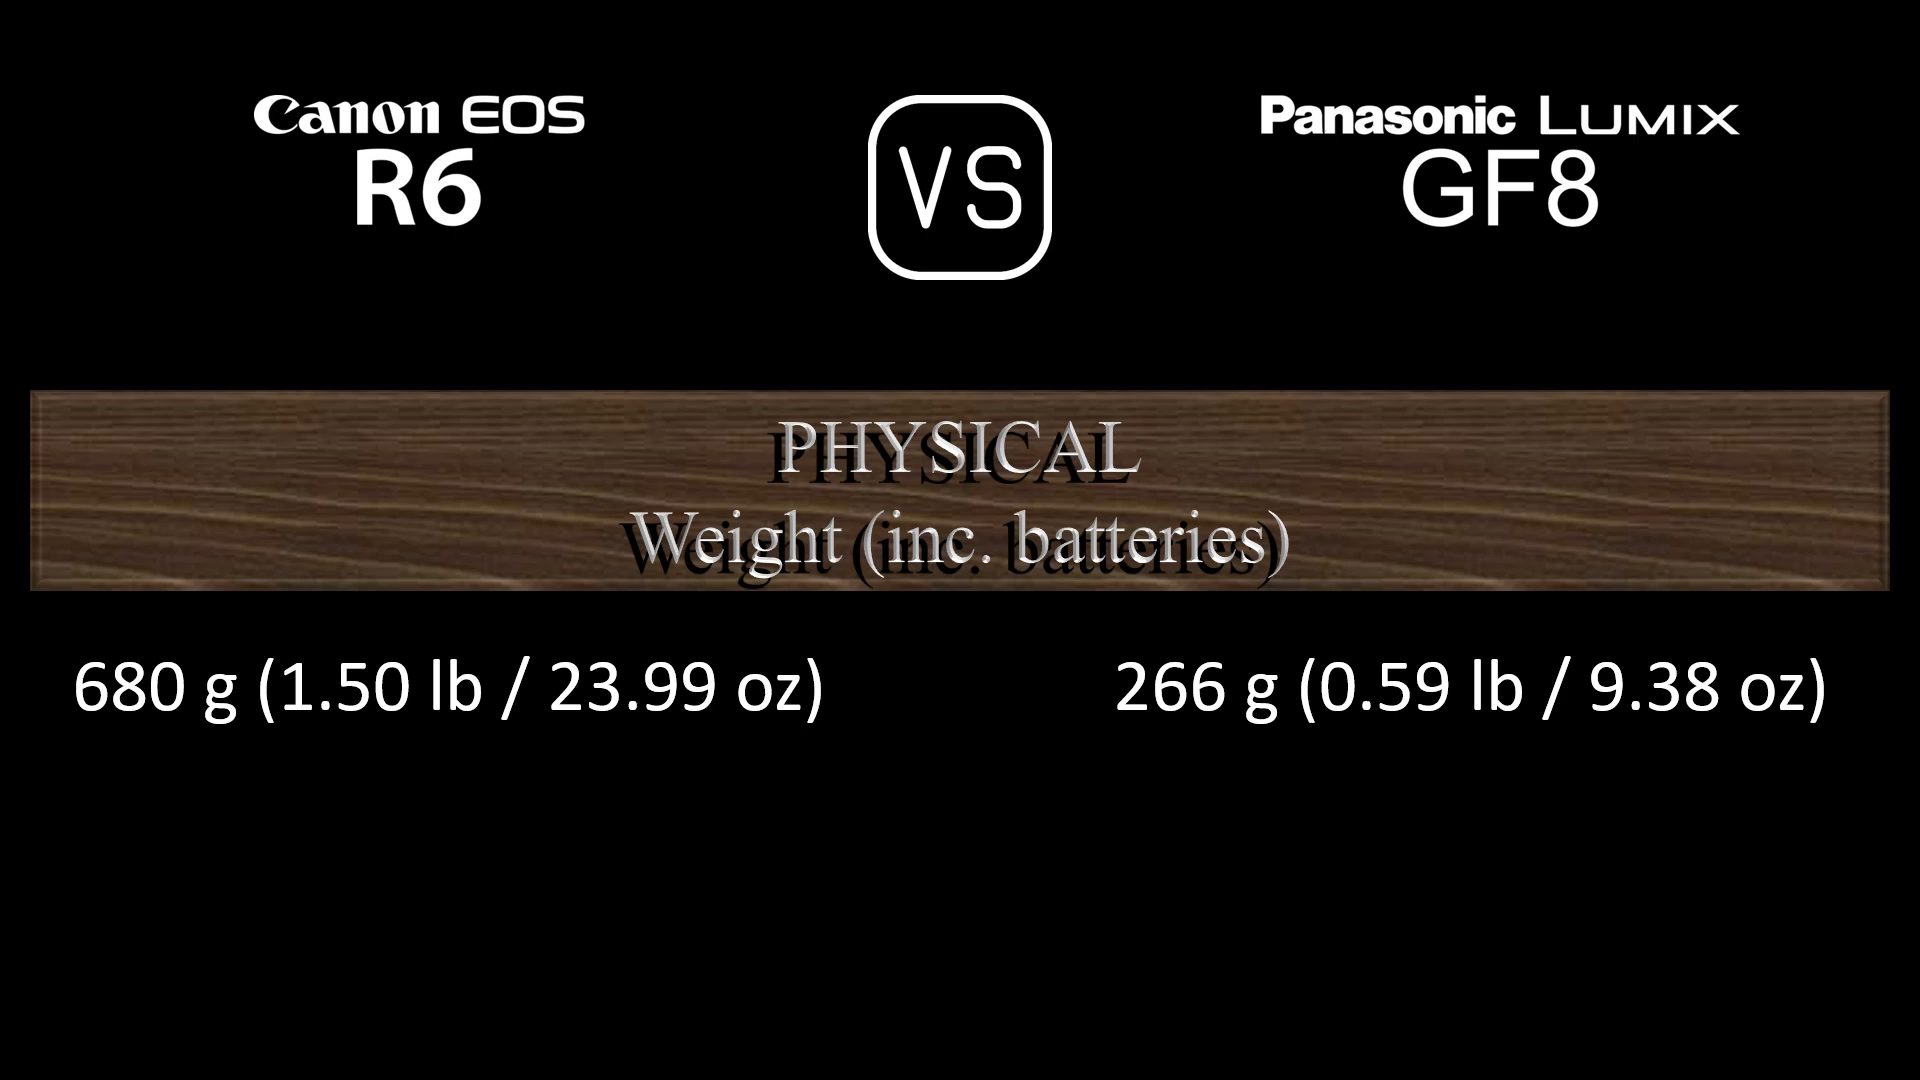 Canon EOS
R6
VS
Panasonic LUMIX
GF8
PHYSICAL
Weight (inc. batteries)
680 g (1.50 lb / 23.99 oz)
266 g (0.59 lb / 9.38 oz)